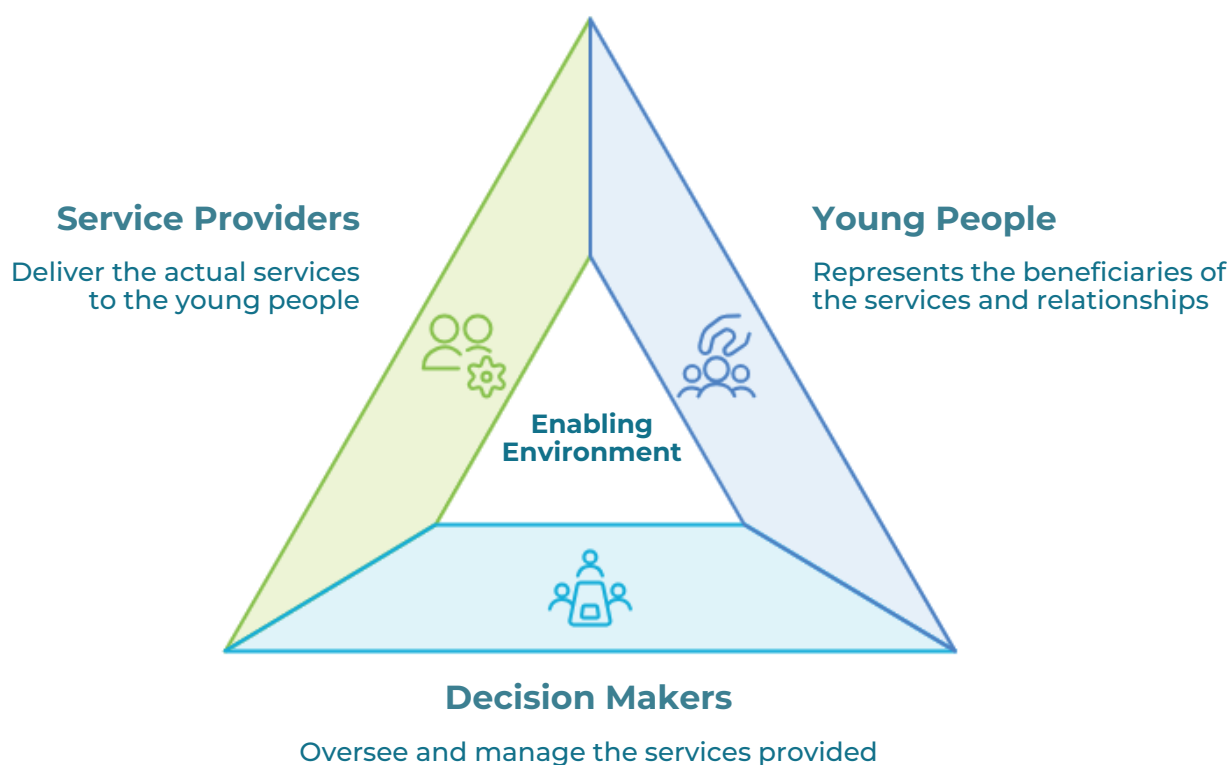 Service Providers
Deliver the actual services
to the young people
Young People
Represents the beneficiaries of
the services and relationships
Enabling
Environment
Decision Makers
Oversee and manage the services provided